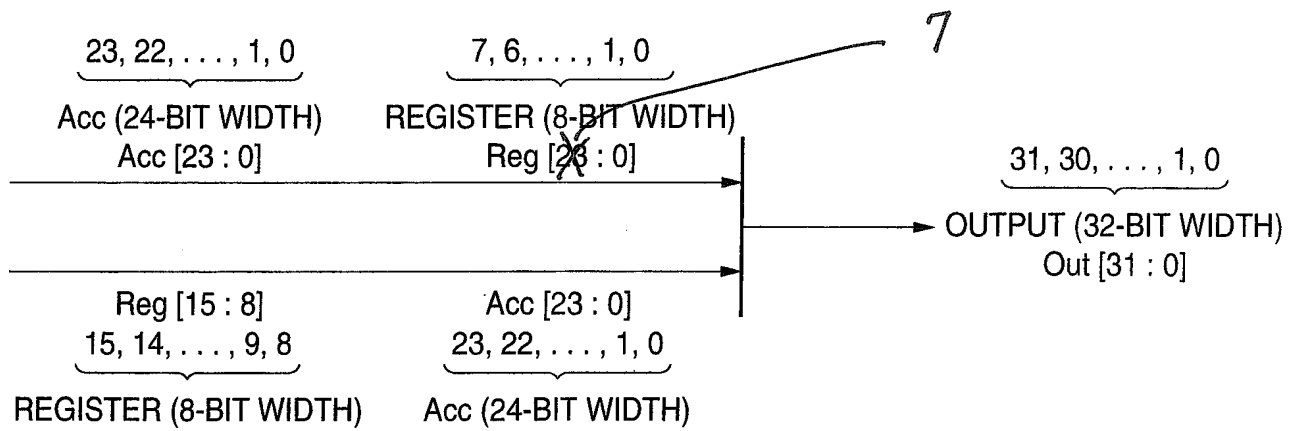 7
23, 22, . . . , 1, 0
7, 6, . . . , 1, 0
Acc (24-BIT WIDTH)
REGISTER (8-BIT WIDTH)
Acc [23 : 0]
Reg [23 : 0]
31, 30, . . . , 1, 0
OUTPUT (32-BIT WIDTH)
Out [31 : 0]
Reg [15 : 8]
Acc [23 : 0]
15, 14, . . . , 9, 8
23, 22, . . . , 1, 0
REGISTER (8-BIT WIDTH)
Acc (24-BIT WIDTH)